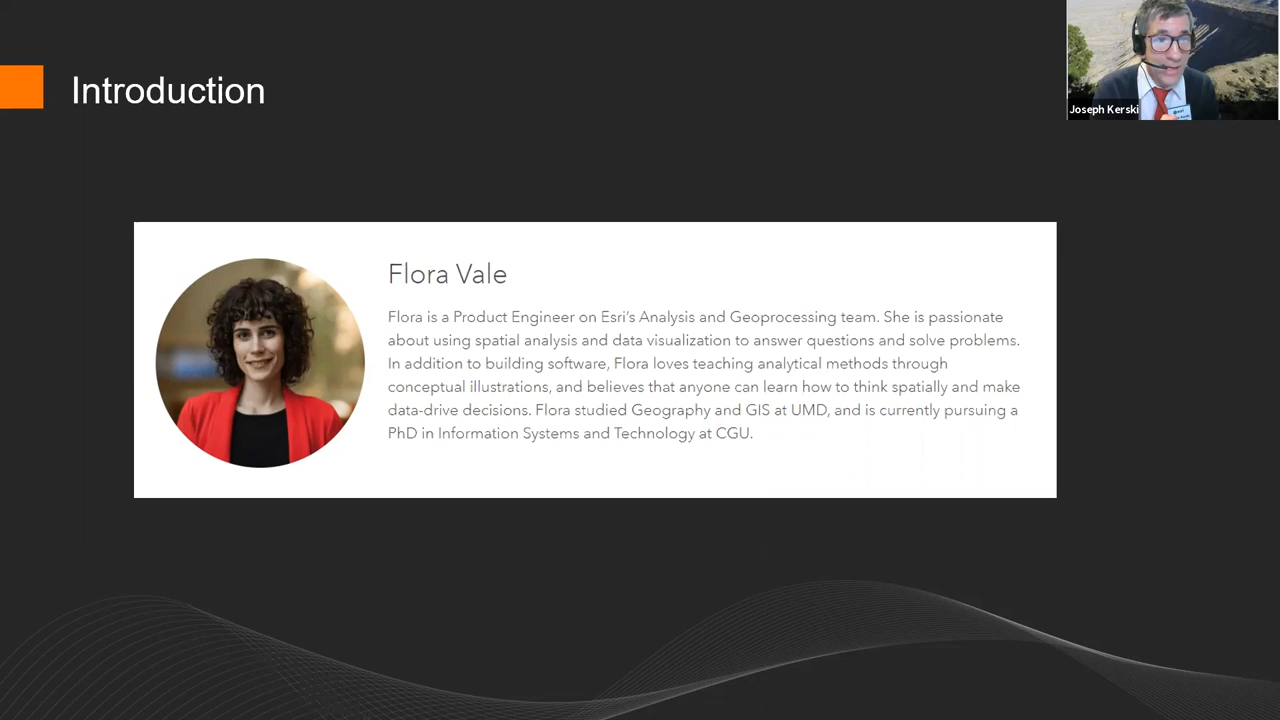 Introduction
Joseph Kerski
esri
Flora Vale
Flora is a Product Engineer on Esri's Analysis and Geoprocessing team. She is passionate
about using spatial analysis and data visualization to answer questions and solve problems.
In addition to building software, Flora loves teaching analytical methods through
conceptual illustrations, and believes that anyone can learn how to think spatially and make
data-drive decisions. Flora studied Geography and GIS at UMD, and is currently pursuing a
PhD in Information Systems and Technology at CGU.